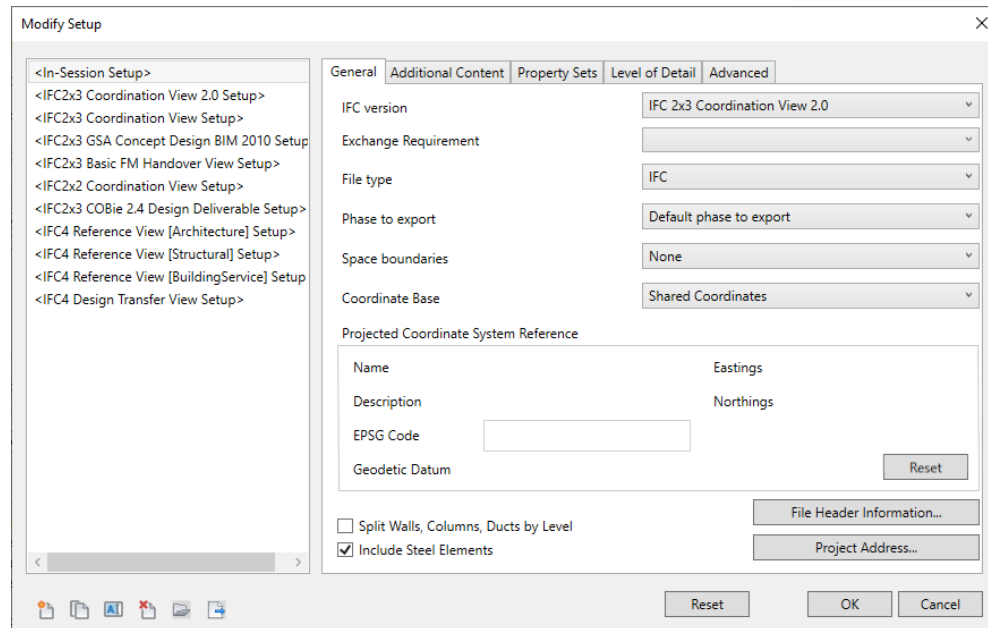 Modify Setup
<In-Session Setup>
<IFC2x3 Coordination View 2.0 Setup>
<IFC2x3 Coordination View Setup>
<IFC2x3 GSA Concept Design BIM 2010 Setup
<IFC2x3 Basic FM Handover View Setup>
<IFC2x2 Coordination View Setup>
<IFC2x3 COBie 2.4 Design Deliverable Setup>
<IFC4 Reference View [Architecture] Setup>
<IFC4 Reference View [Structural] Setup>
<IFC4 Reference View [BuildingService] Setup
<IFC4 Design Transfer View Setup>
General Additional Content Property Sets Level of Detail Advanced
IFC version IFC 2x3 Coordination View 2.0
Exchange Requirement
File type IFC
Phase to export Default phase to export
Space boundaries None
Coordinate Base Shared Coordinates
Projected Coordinate System Reference
Name Eastings
Description Northings
EPSG Code
Geodetic Datum Reset
Split Walls, Columns, Ducts by Level File Header Information...
Include Steel Elements Project Address...
AI Reset OK Cancel